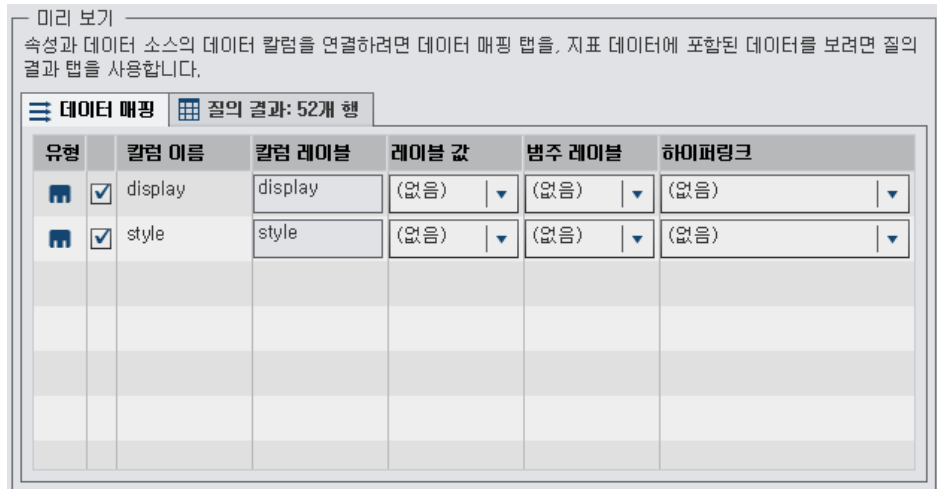 미리 보기
속성과 데이터 소스의 데이터 칼럼을 연결하려면 데이터 매핑 탭을, 지표 데이터에 포함된 데이터를 보려면 질의
결과 탭을 사용합니다.
데이터 매핑 질의 결과: 52개 행
유형 칼럼 이름 칼럼 레이블 레이블 값 범주 레이블 하이퍼링크
display display (없음) (없음) (없음)
style style (없음) (없음) (없음)